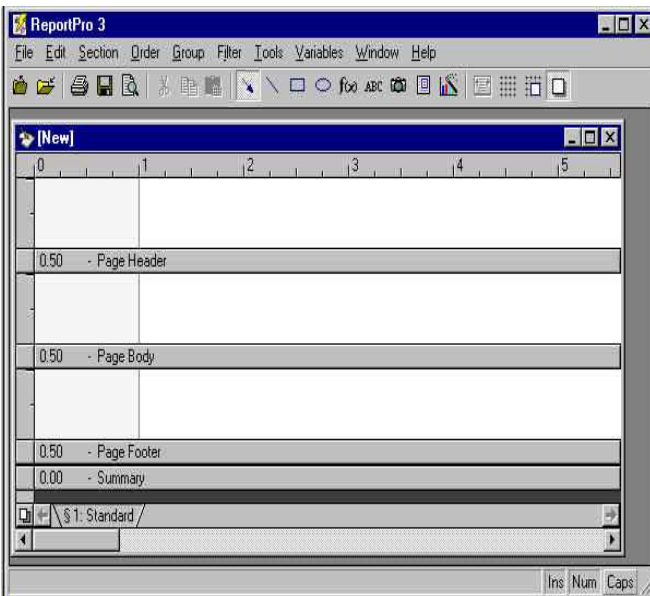 ReportPro 3
File Edit Section Order Group Filter Tools Variables Window Help
f(x) ABC
[New]
0 1 2 3 4 5
0.50 - Page Header
0.50 - Page Body
0.50 - Page Footer
0.00 - Summary
§ 1: Standard
Ins Num Caps